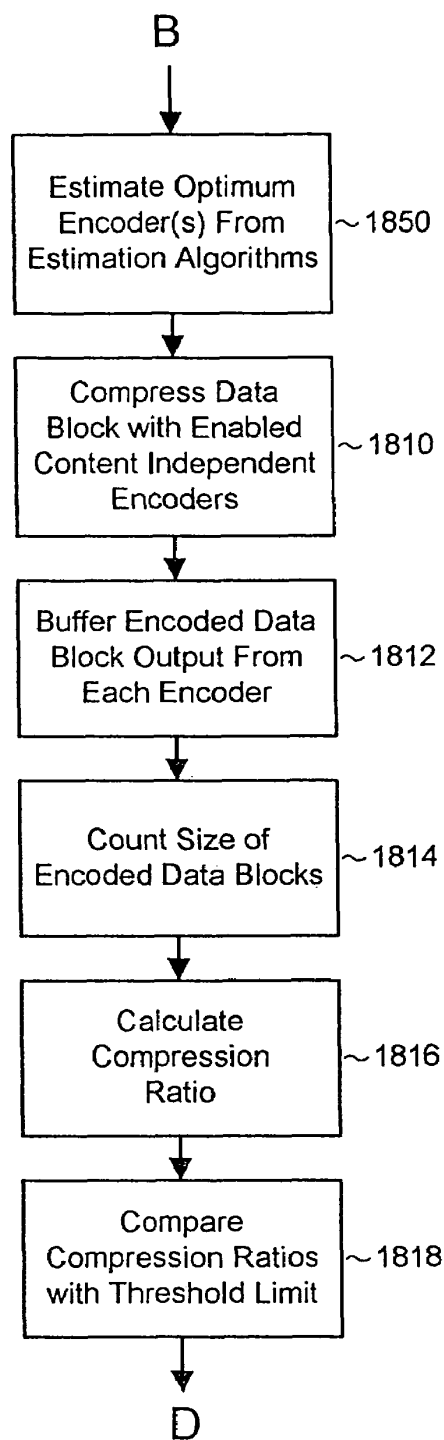 B
Estimate Optimum
Encoder(s) From
Estimation Algorithms
~1850
Compress Data
Block with Enabled
Content Independent
Encoders
~1810
Buffer Encoded Data
Block Output From
Each Encoder
~1812
Count Size of
Encoded Data Blocks
~1814
Calculate
Compression
Ratio
~1816
Compare
Compression Ratios
with Threshold Limit
~1818
D